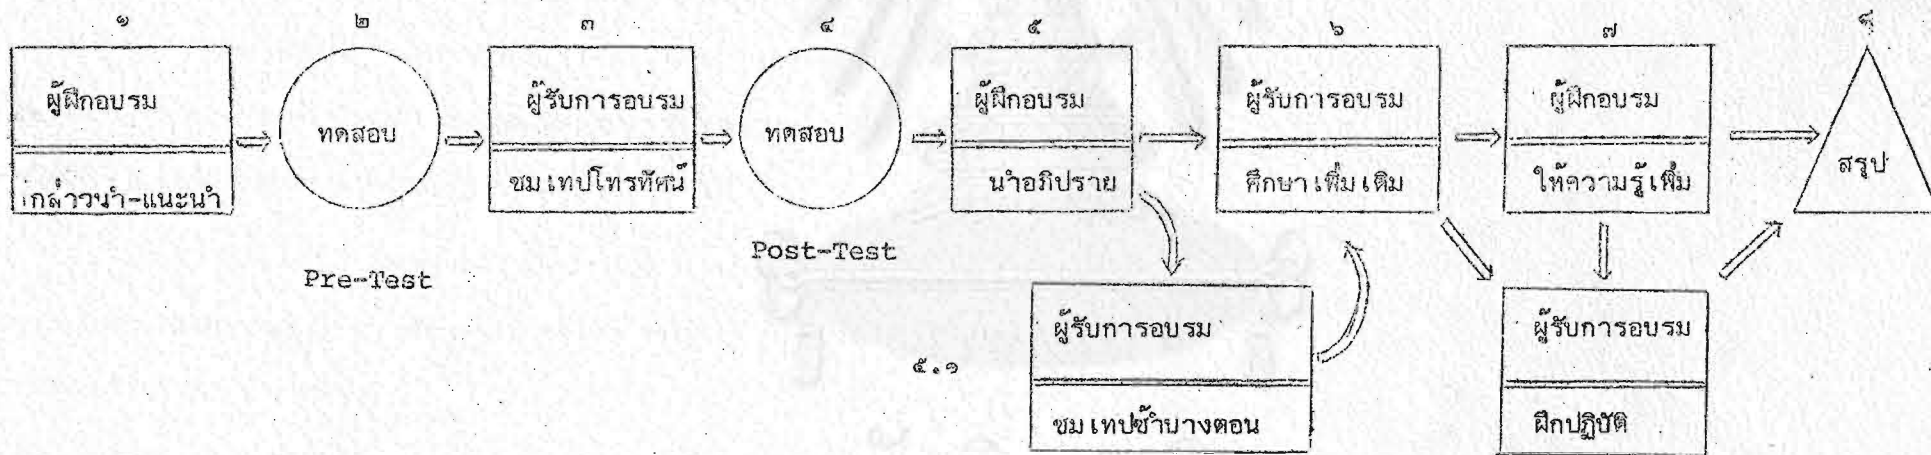 ๑ ๒ ๓ ๔ ๕ ๖ ๗
ผู้ฝึกอบรม
กล่าวนำ-แนะนำ
ทดสอบ
Pre-Test
ผู้รับการอบรม
ชมเทปโทรทัศน์
ทดสอบ
Post-Test
ผู้ฝึกอบรม
นำอภิปราย
ผู้รับการอบรม
ศึกษาเพิ่มเติม
ผู้ฝึกอบรม
ให้ความรู้เพิ่ม
สรุป
๕.๑
ผู้รับการอบรม
ชมเทปซ้ำบางตอน
ผู้รับการอบรม
ฝึกปฏิบัติ